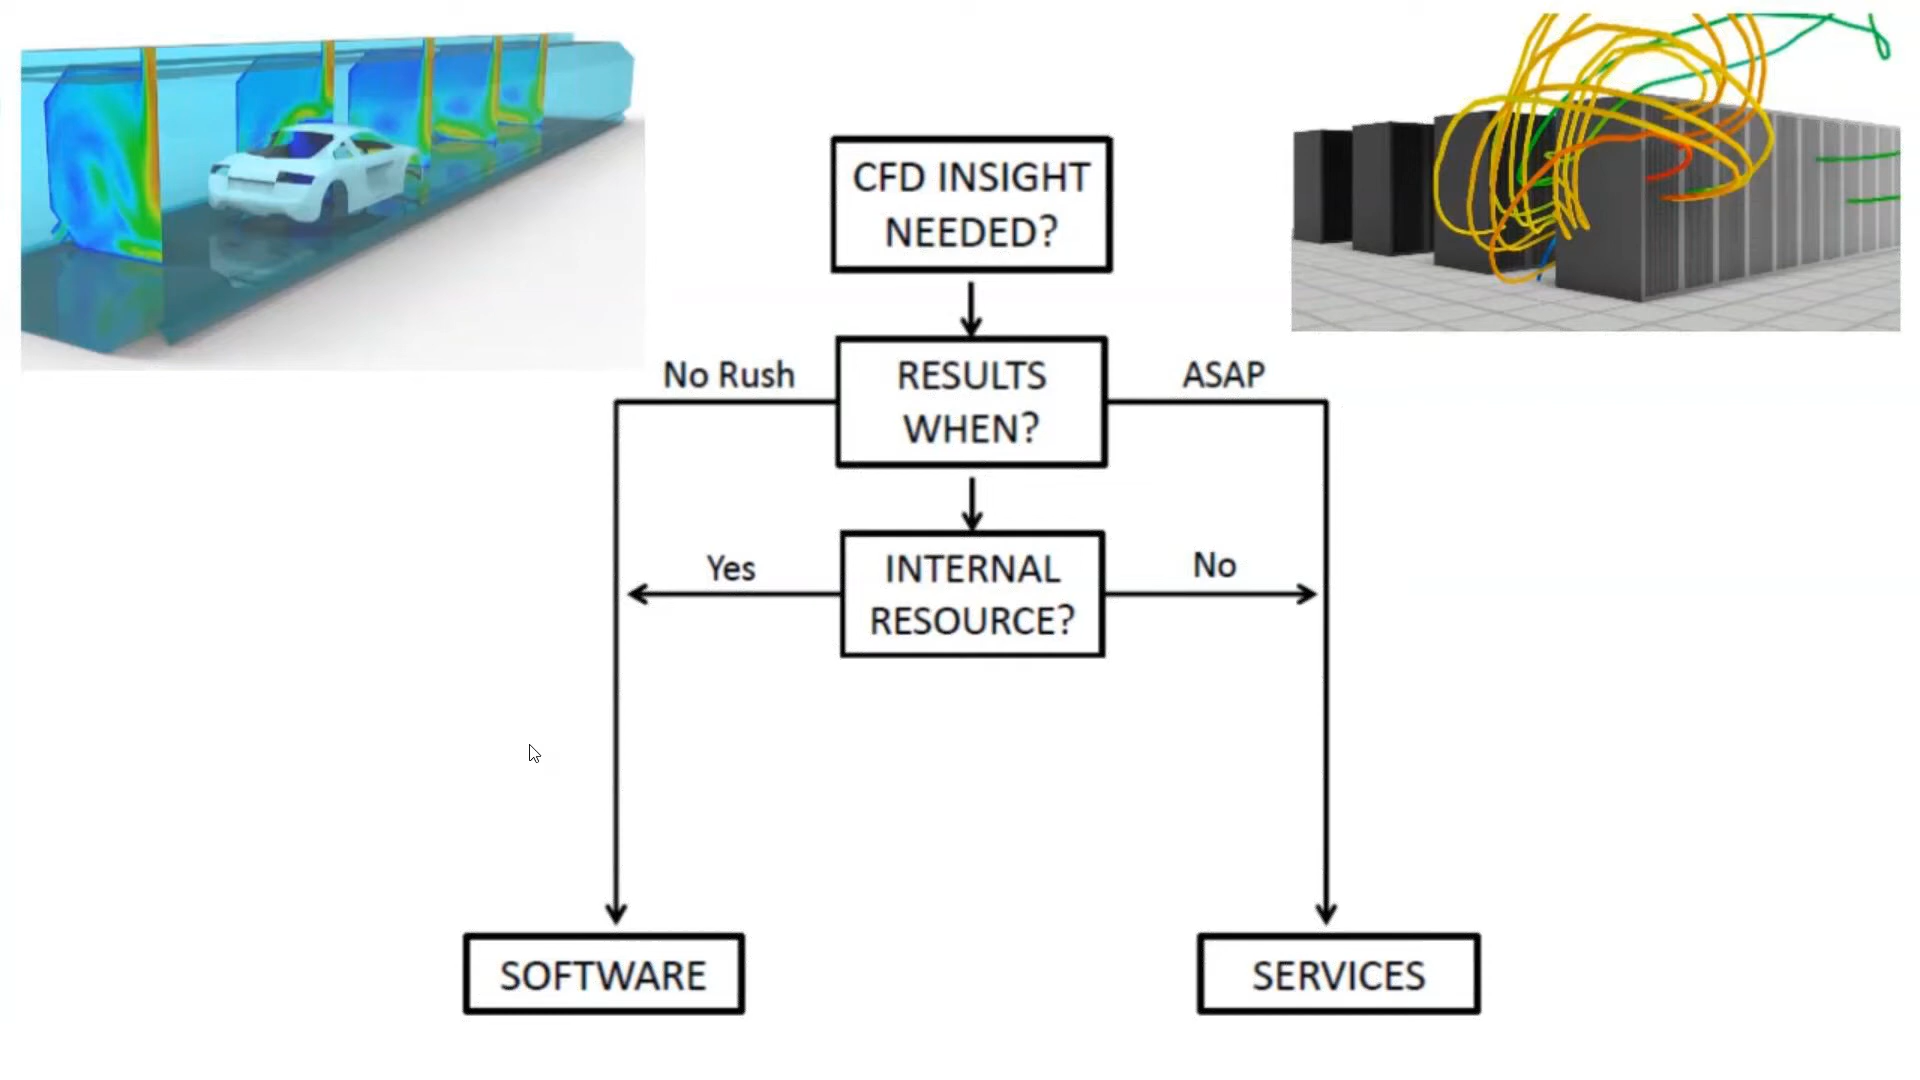 CFD INSIGHT
NEEDED?
No Rush
RESULTS
WHEN?
ASAP
Yes
INTERNAL
RESOURCE?
No
SOFTWARE
SERVICES